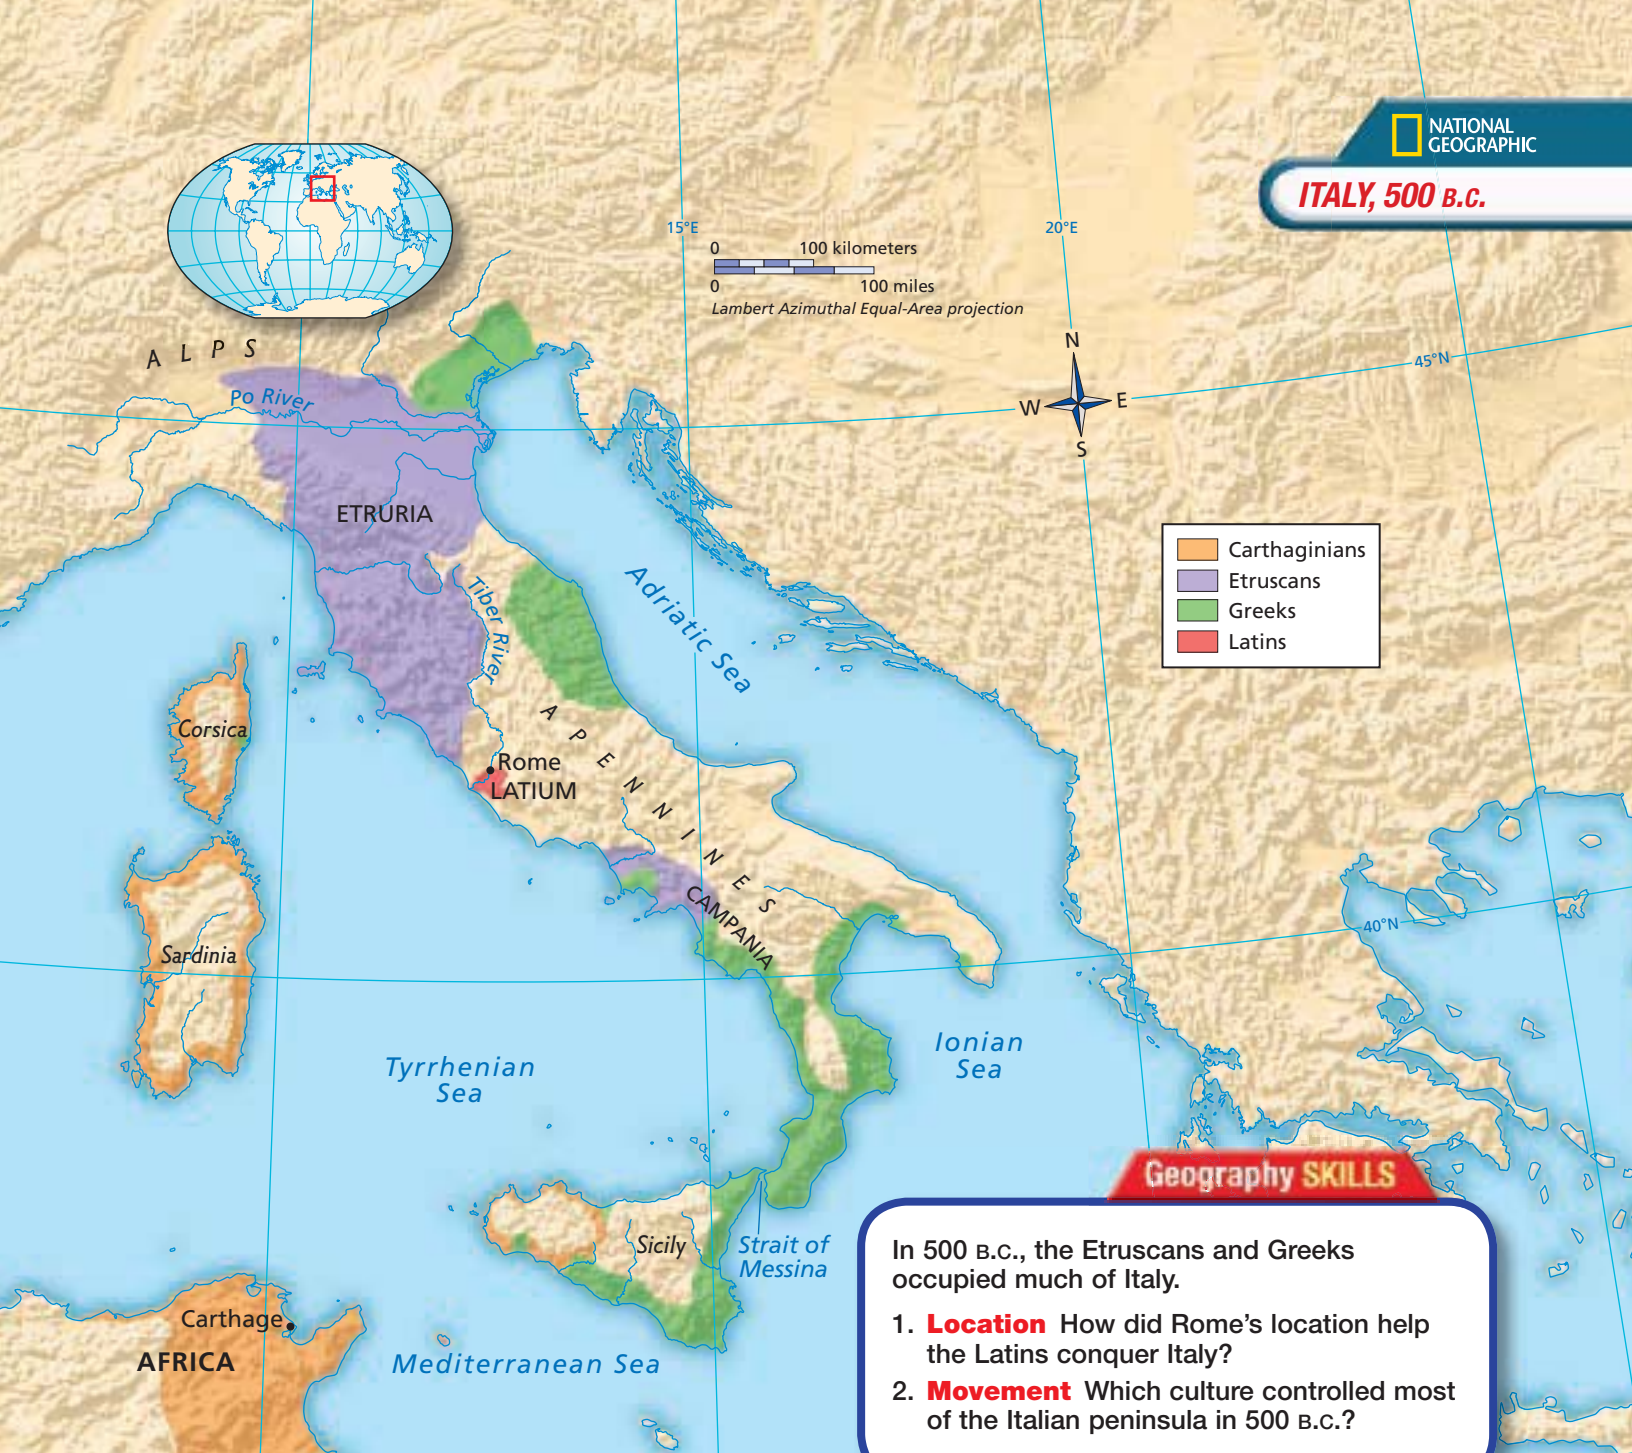 NATIONAL
GEOGRAPHIC
ITALY, 500 B.C.
15°E
20°E
0 100 kilometers
0 100 miles
Lambert Azimuthal Equal-Area projection
N
W E
S
45°N
ALPS
Po River
ETRURIA
Carthaginians
Etruscans
Greeks
Latins
Tiber River
Adriatic Sea
Corsica
APENNINES
Rome
LATIUM
CAMPANIA
40°N
Sardinia
Ionian
Sea
Tyrrhenian
Sea
Sicily
Strait of
Messina
Carthage
AFRICA
Mediterranean Sea
Geography SKILLS
In 500 B.C., the Etruscans and Greeks
occupied much of Italy.
1. Location How did Rome's location help
the Latins conquer Italy?
2. Movement Which culture controlled most
of the Italian peninsula in 500 B.C.?